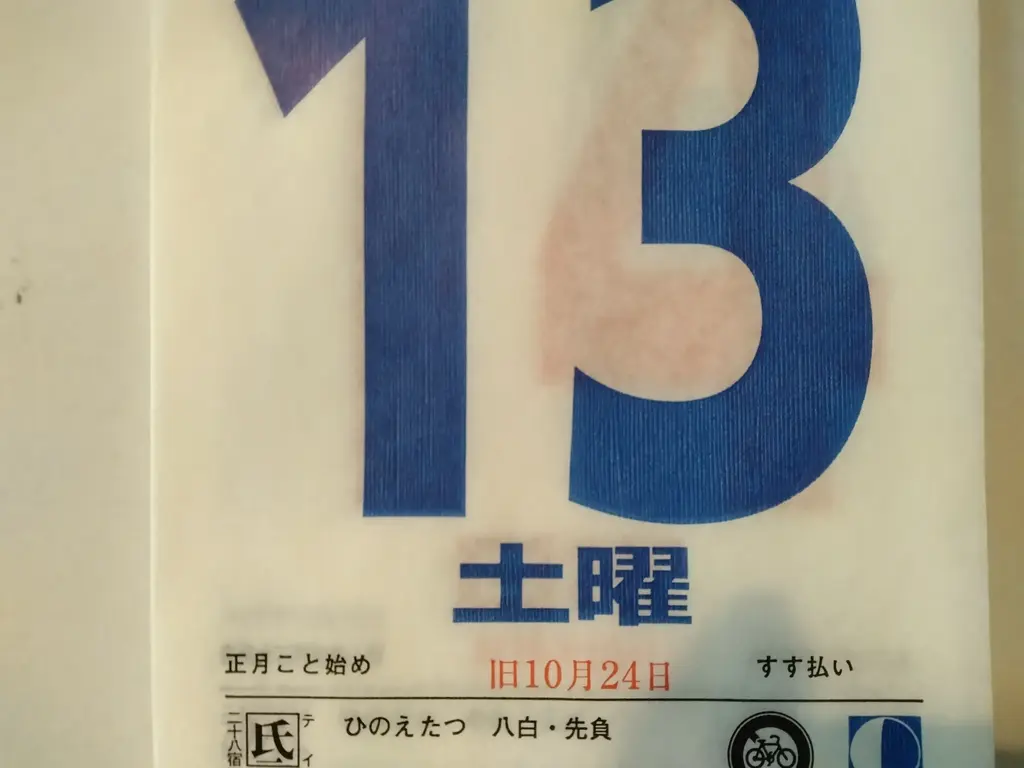 13
土曜
正月こと始め 旧10月24日 すす払い
二十八宿 氐 テイ ひのえたつ 八白・先負